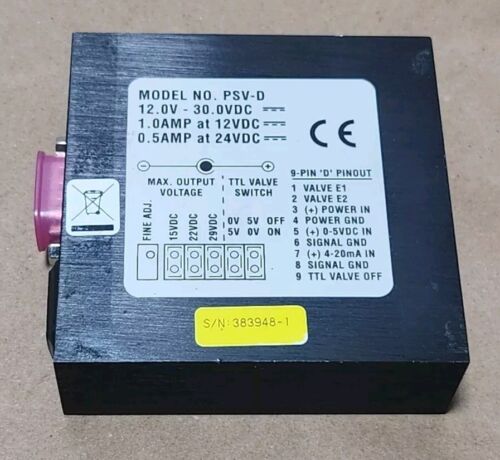 MODEL NO. PSV-D
12.0V - 30.0VDC
1.0AMP at 12VDC
0.5AMP at 24VDC
CE
MAX. OUTPUT VOLTAGE
TTL VALVE SWITCH
FINE ADJ.
15VDC
22VDC
29VDC
0V 5V OFF
5V 0V ON
9-PIN 'D' PINOUT
1 VALVE E1
2 VALVE E2
3 (+) POWER IN
4 POWER GND
5 (+) 0-5VDC IN
6 SIGNAL GND
7 (+) 4-20mA IN
8 SIGNAL GND
9 TTL VALVE OFF
S/N: 383948-1